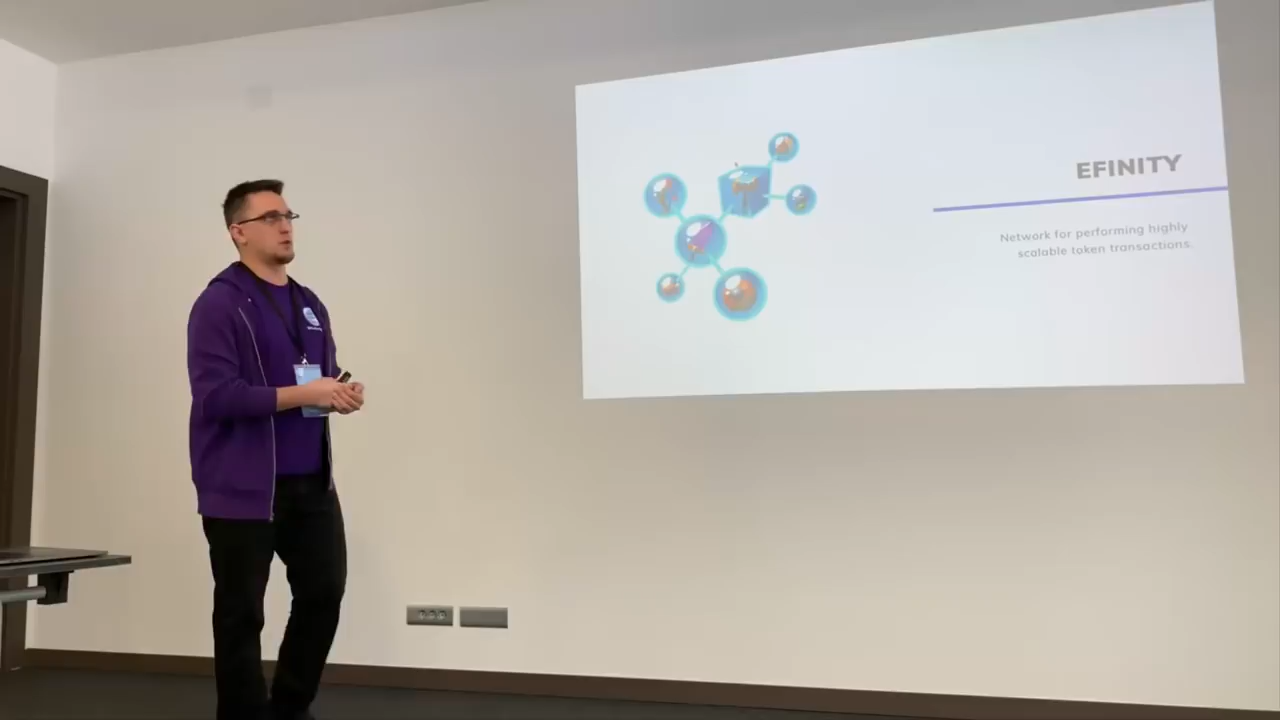 EFINITY
Network for performing highly
scalable token transactions.